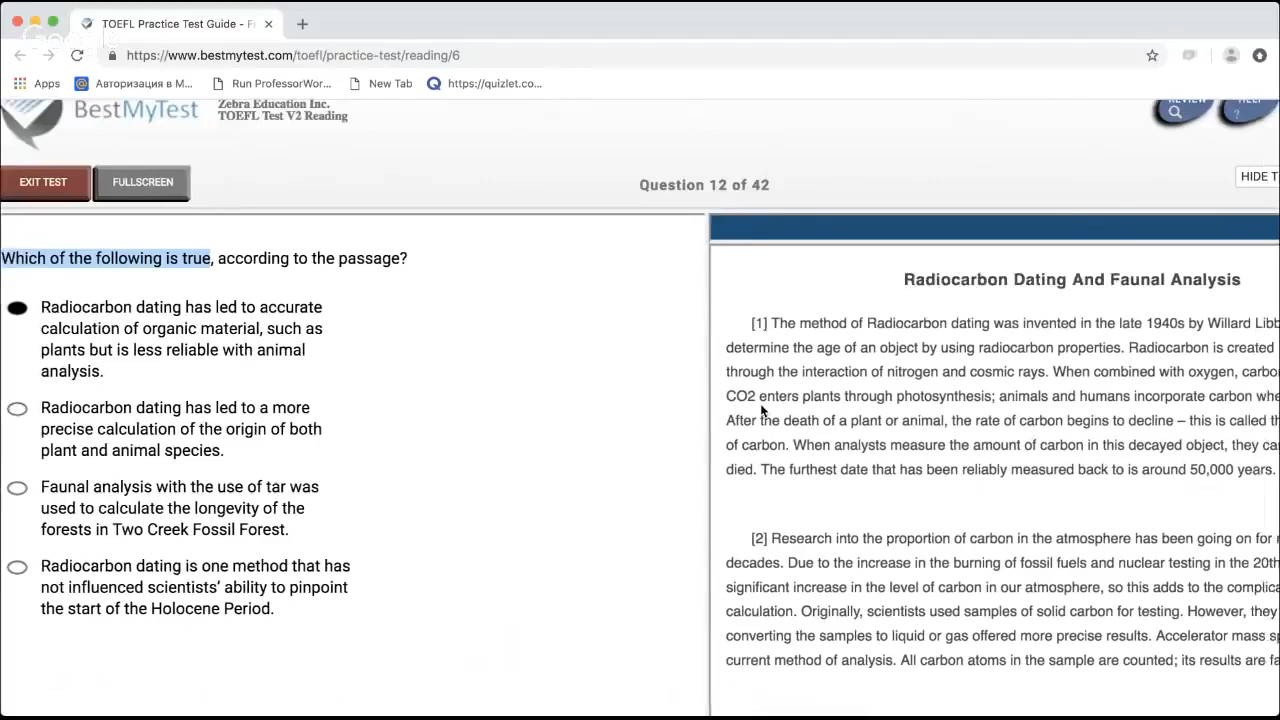 TOEFL Practice Test Guide - Fr
Google
https://www.bestmytest.com/toefl/practice-test/reading/6
Apps
Авторизация в М...
Run ProfessorWor...
New Tab
https://quizlet.co...
BestMyTest
Zebra Education Inc.
TOEFL Test V2 Reading
REVIEW
HELP
EXIT TEST
FULLSCREEN
Question 12 of 42
HIDE T
Which of the following is true, according to the passage?
Radiocarbon dating has led to accurate
calculation of organic material, such as
plants but is less reliable with animal
analysis.
Radiocarbon dating has led to a more
precise calculation of the origin of both
plant and animal species.
Faunal analysis with the use of tar was
used to calculate the longevity of the
forests in Two Creek Fossil Forest.
Radiocarbon dating is one method that has
not influenced scientists’ ability to pinpoint
the start of the Holocene Period.
Radiocarbon Dating And Faunal Analysis
[1] The method of Radiocarbon dating was invented in the late 1940s by Willard Libb
determine the age of an object by using radiocarbon properties. Radiocarbon is created
through the interaction of nitrogen and cosmic rays. When combined with oxygen, carbo
CO2 enters plants through photosynthesis; animals and humans incorporate carbon whe
After the death of a plant or animal, the rate of carbon begins to decline – this is called th
of carbon. When analysts measure the amount of carbon in this decayed object, they ca
died. The furthest date that has been reliably measured back to is around 50,000 years.
[2] Research into the proportion of carbon in the atmosphere has been going on for
decades. Due to the increase in the burning of fossil fuels and nuclear testing in the 20th
significant increase in the level of carbon in our atmosphere, so this adds to the complica
calculation. Originally, scientists used samples of solid carbon for testing. However, they
converting the samples to liquid or gas offered more precise results. Accelerator mass sp
current method of analysis. All carbon atoms in the sample are counted; its results are fa